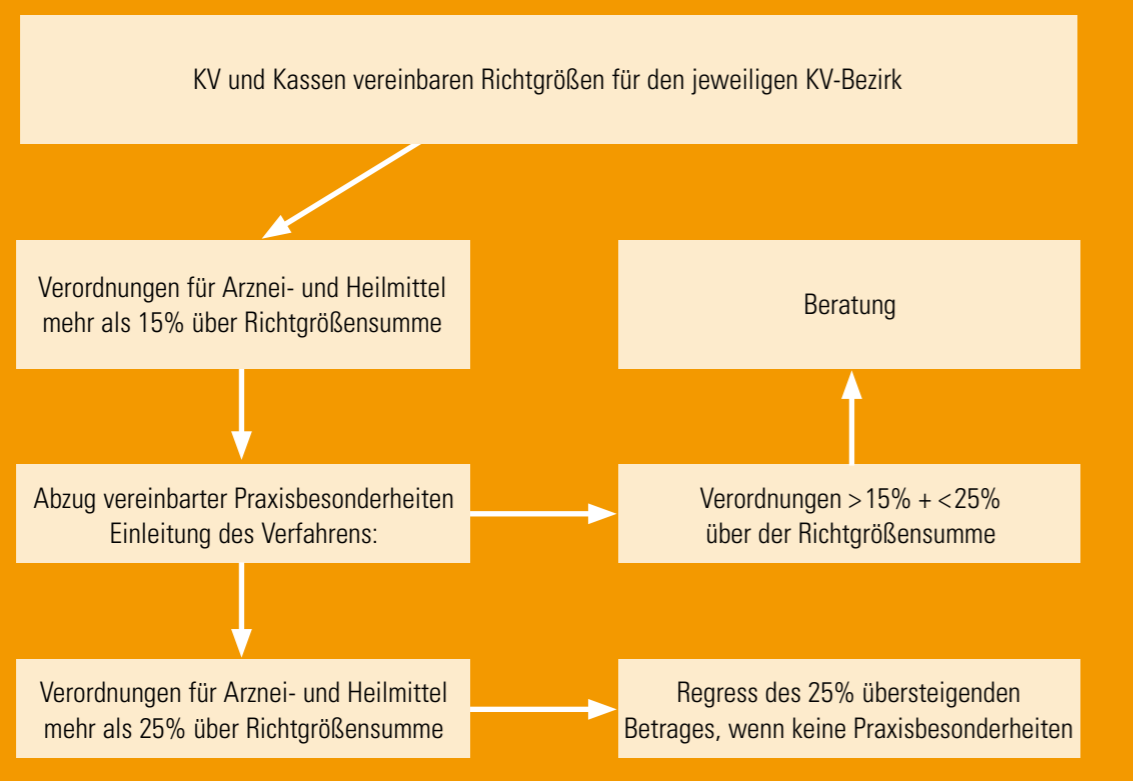 KV und Kassen vereinbaren Richtgrößen für den jeweiligen KV-Bezirk
Verordnungen für Arznei- und Heilmittel
mehr als 15% über Richtgrößensumme
Beratung
Abzug vereinbarter Praxisbesonderheiten
Einleitung des Verfahrens:
Verordnungen >15% + <25%
über der Richtgrößensumme
Verordnungen für Arznei- und Heilmittel
mehr als 25% über Richtgrößensumme
Regress des 25% übersteigenden
Betrages, wenn keine Praxisbesonderheiten